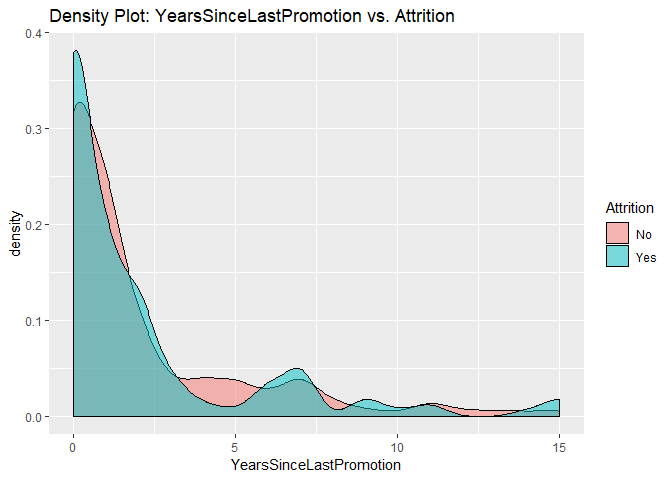 Density Plot: YearsSinceLastPromotion vs. Attrition
0.4
0.3
0.2
0.1
0.0
density
0 5 10 15
YearsSinceLastPromotion
Attrition
No
Yes